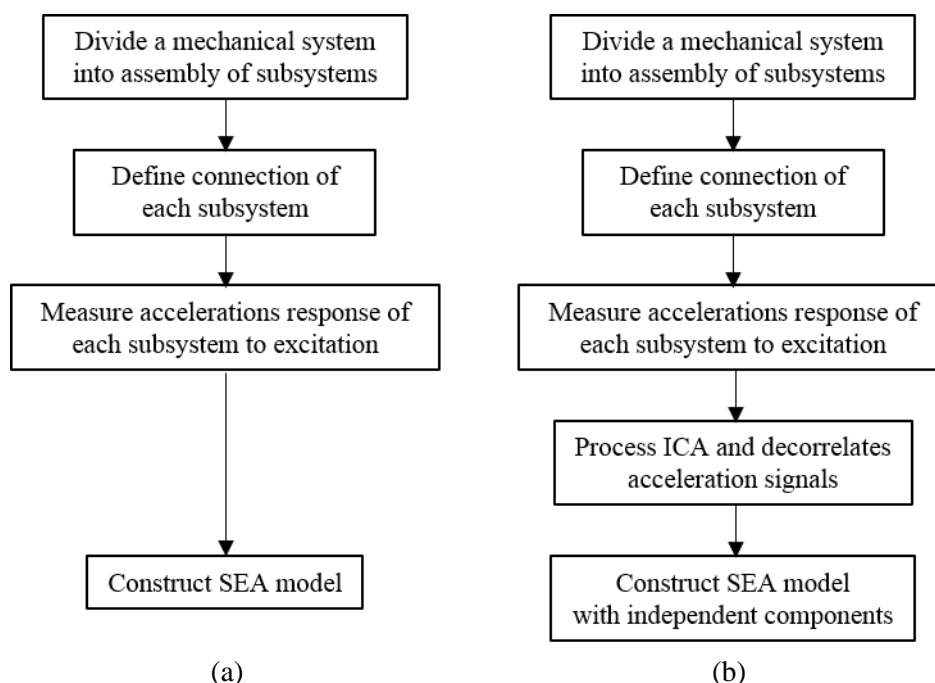 Divide a mechanical system
into assembly of subsystems
Define connection of
each subsystem
Measure accelerations response of
each subsystem to excitation
Construct SEA model
(a)
Divide a mechanical system
into assembly of subsystems
Define connection of
each subsystem
Measure accelerations response of
each subsystem to excitation
Process ICA and decorrelates
acceleration signals
Construct SEA model
with independent components
(b)